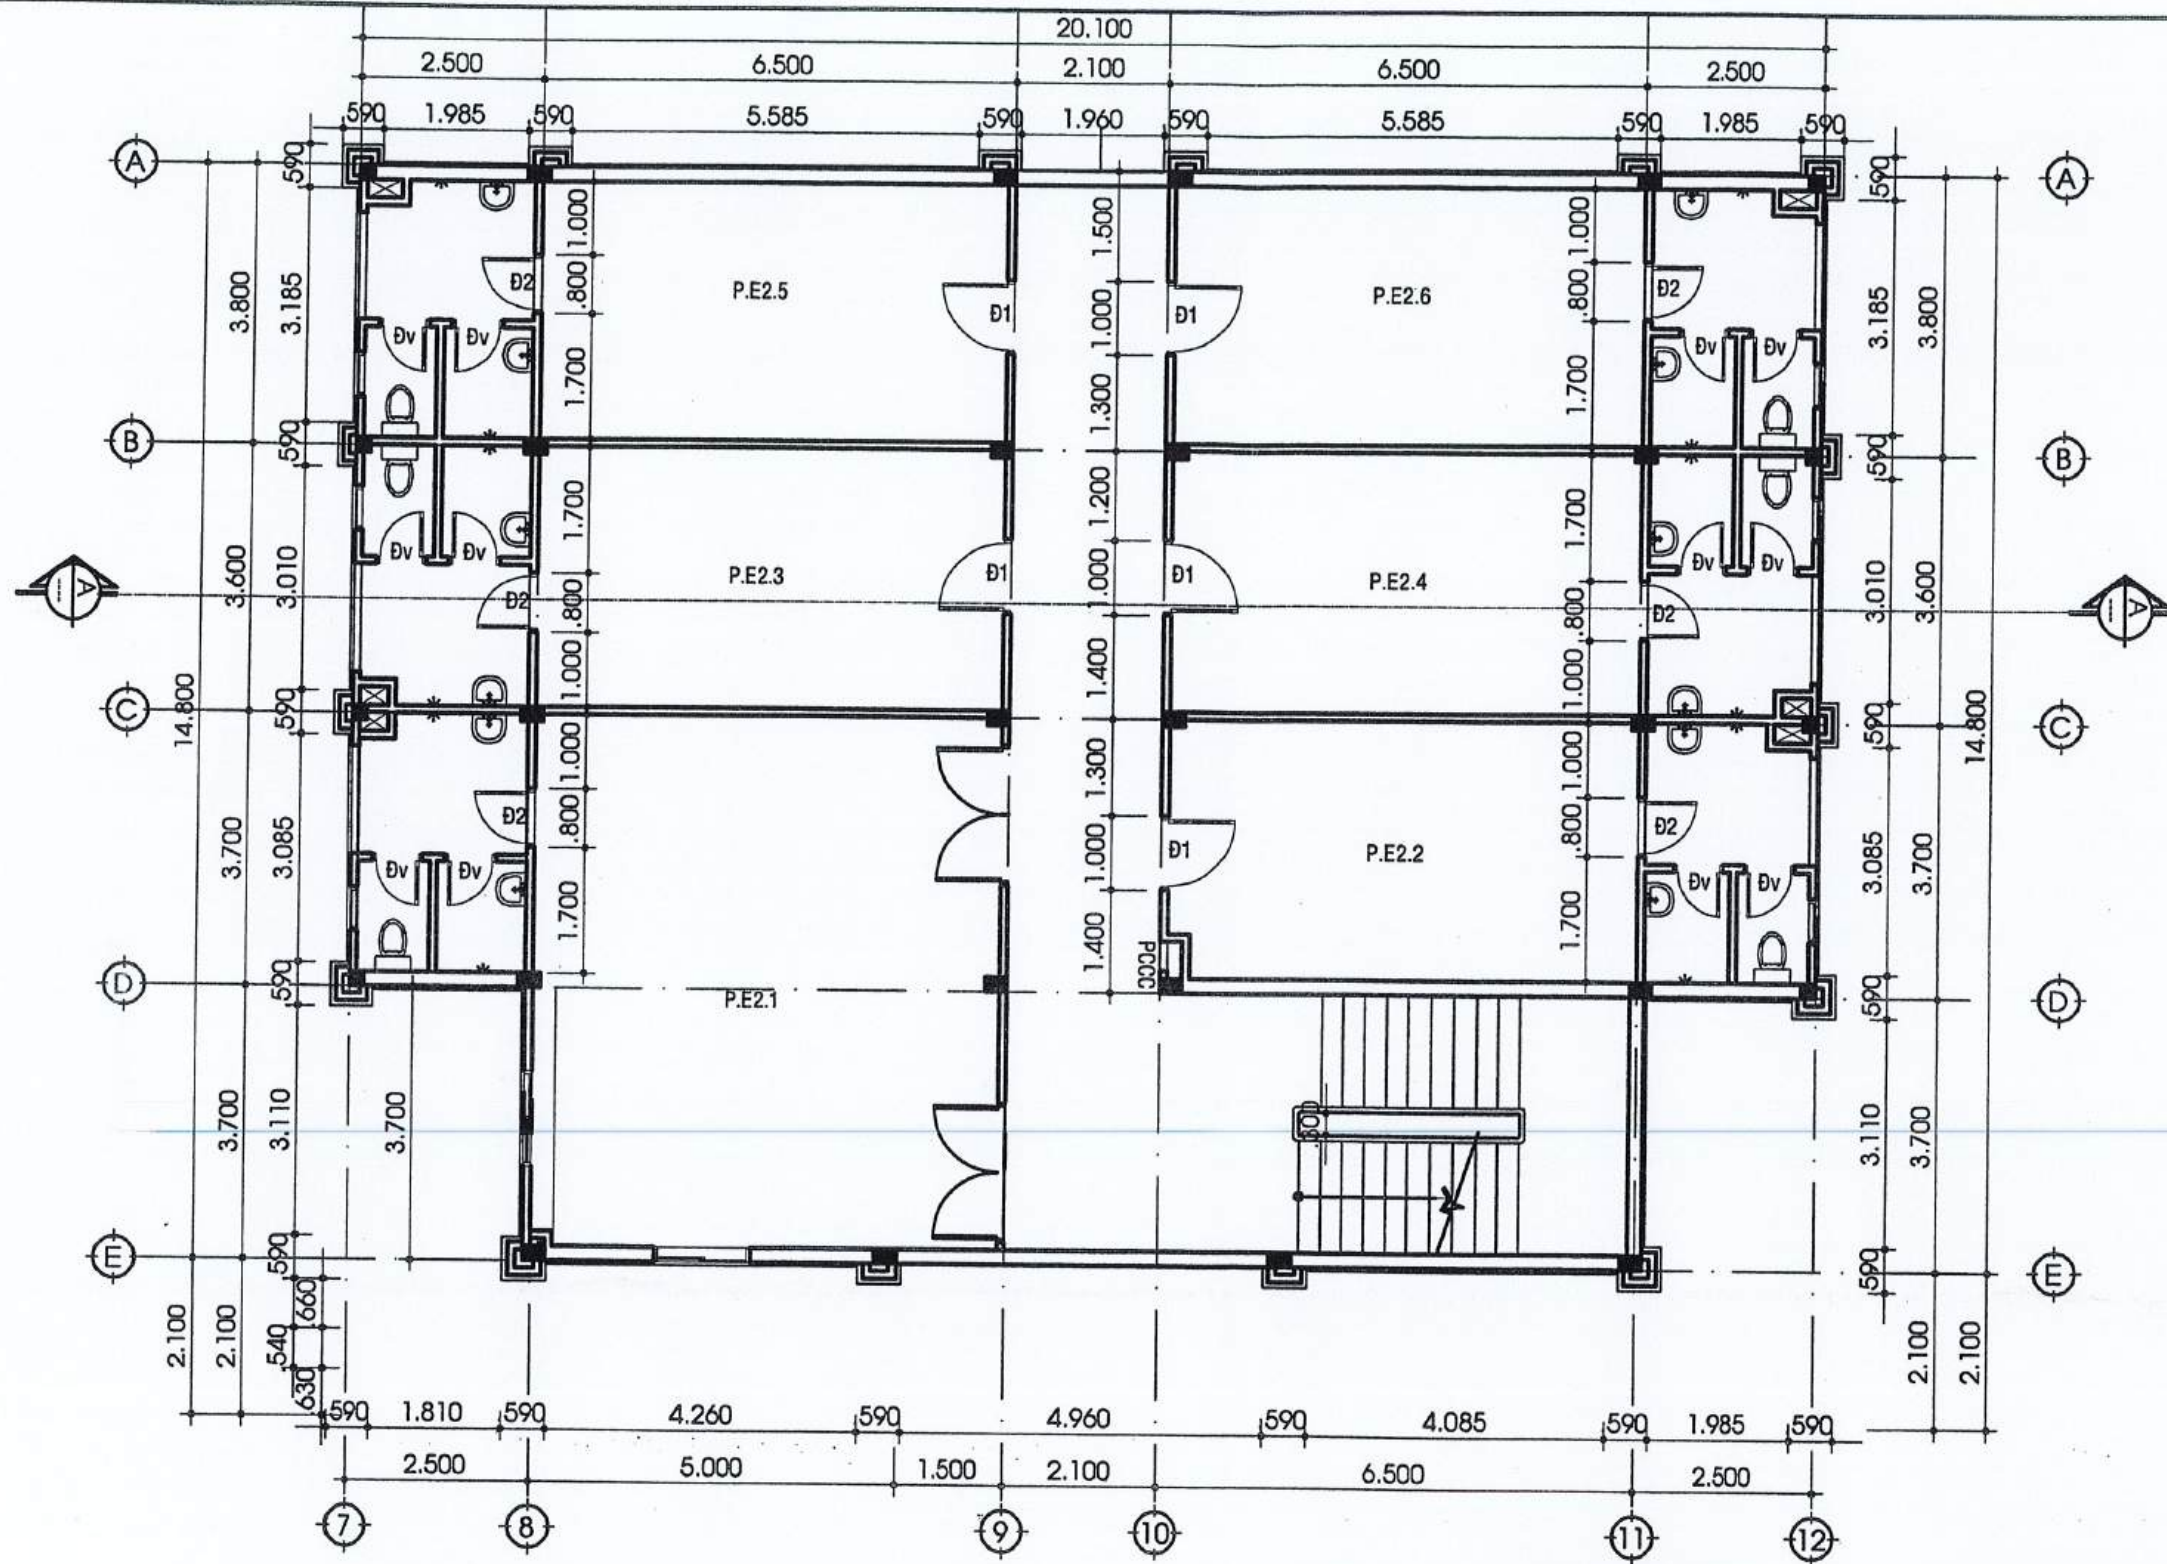 20.100
2.500 6.500 2.100 6.500 2.500
590 1.985 590 5.585 590 1.960 590 5.585 590 1.985 590
A 590 590 A
1.000 1.500 1.000
3.800 3.185 Đ2 .800 P.E2.5 Đ1 1.000 Đ1 P.E2.6 .800 Đ2 3.185 3.800
Đv Đv 1.700 1.300 1.700 Đv Đv
B 590 590 B
1.700 1.200 1.700
Đv Đv Đv Đv
A 3.600 3.010 Đ2 .800 P.E2.3 Đ1 1.000 Đ1 P.E2.4 .800 Đ2 3.010 3.600 A
1.000 1.400 1.000
C 14.800 590 590 14.800 C
1.000 1.300 1.000
3.700 3.085 Đ2 .800 1.000 Đ1 P.E2.2 .800 Đ2 3.085 3.700
Đv Đv 1.700 1.400 1.700 Đv Đv
PCCC
D 590 P.E2.1 590 D
3.700 3.110 3.700 .300 3.110 3.700
E 590 590 E
.660
2.100 2.100 .540 2.100 2.100
.630
590 1.810 590 4.260 590 4.960 590 4.085 590 1.985 590
2.500 5.000 1.500 2.100 6.500 2.500
7 8 9 10 11 12